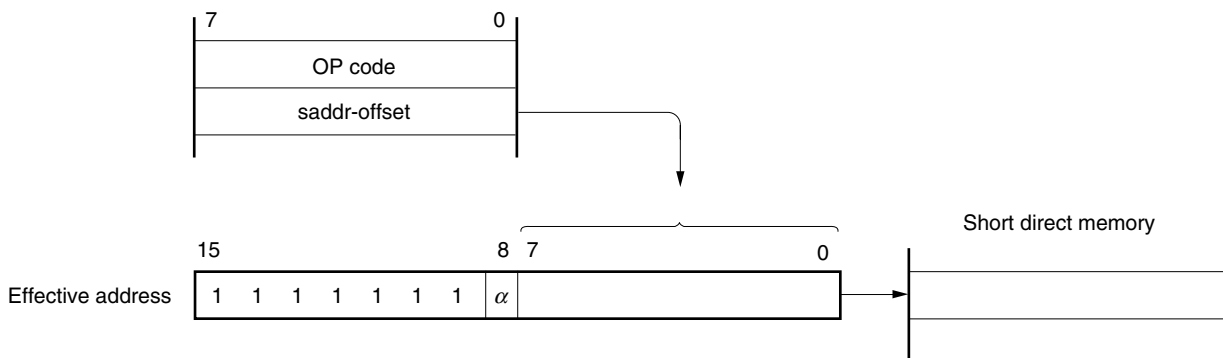 7 0
OP code
saddr-offset
Short direct memory
15 8 7 0
Effective address 1 1 1 1 1 1 1 α